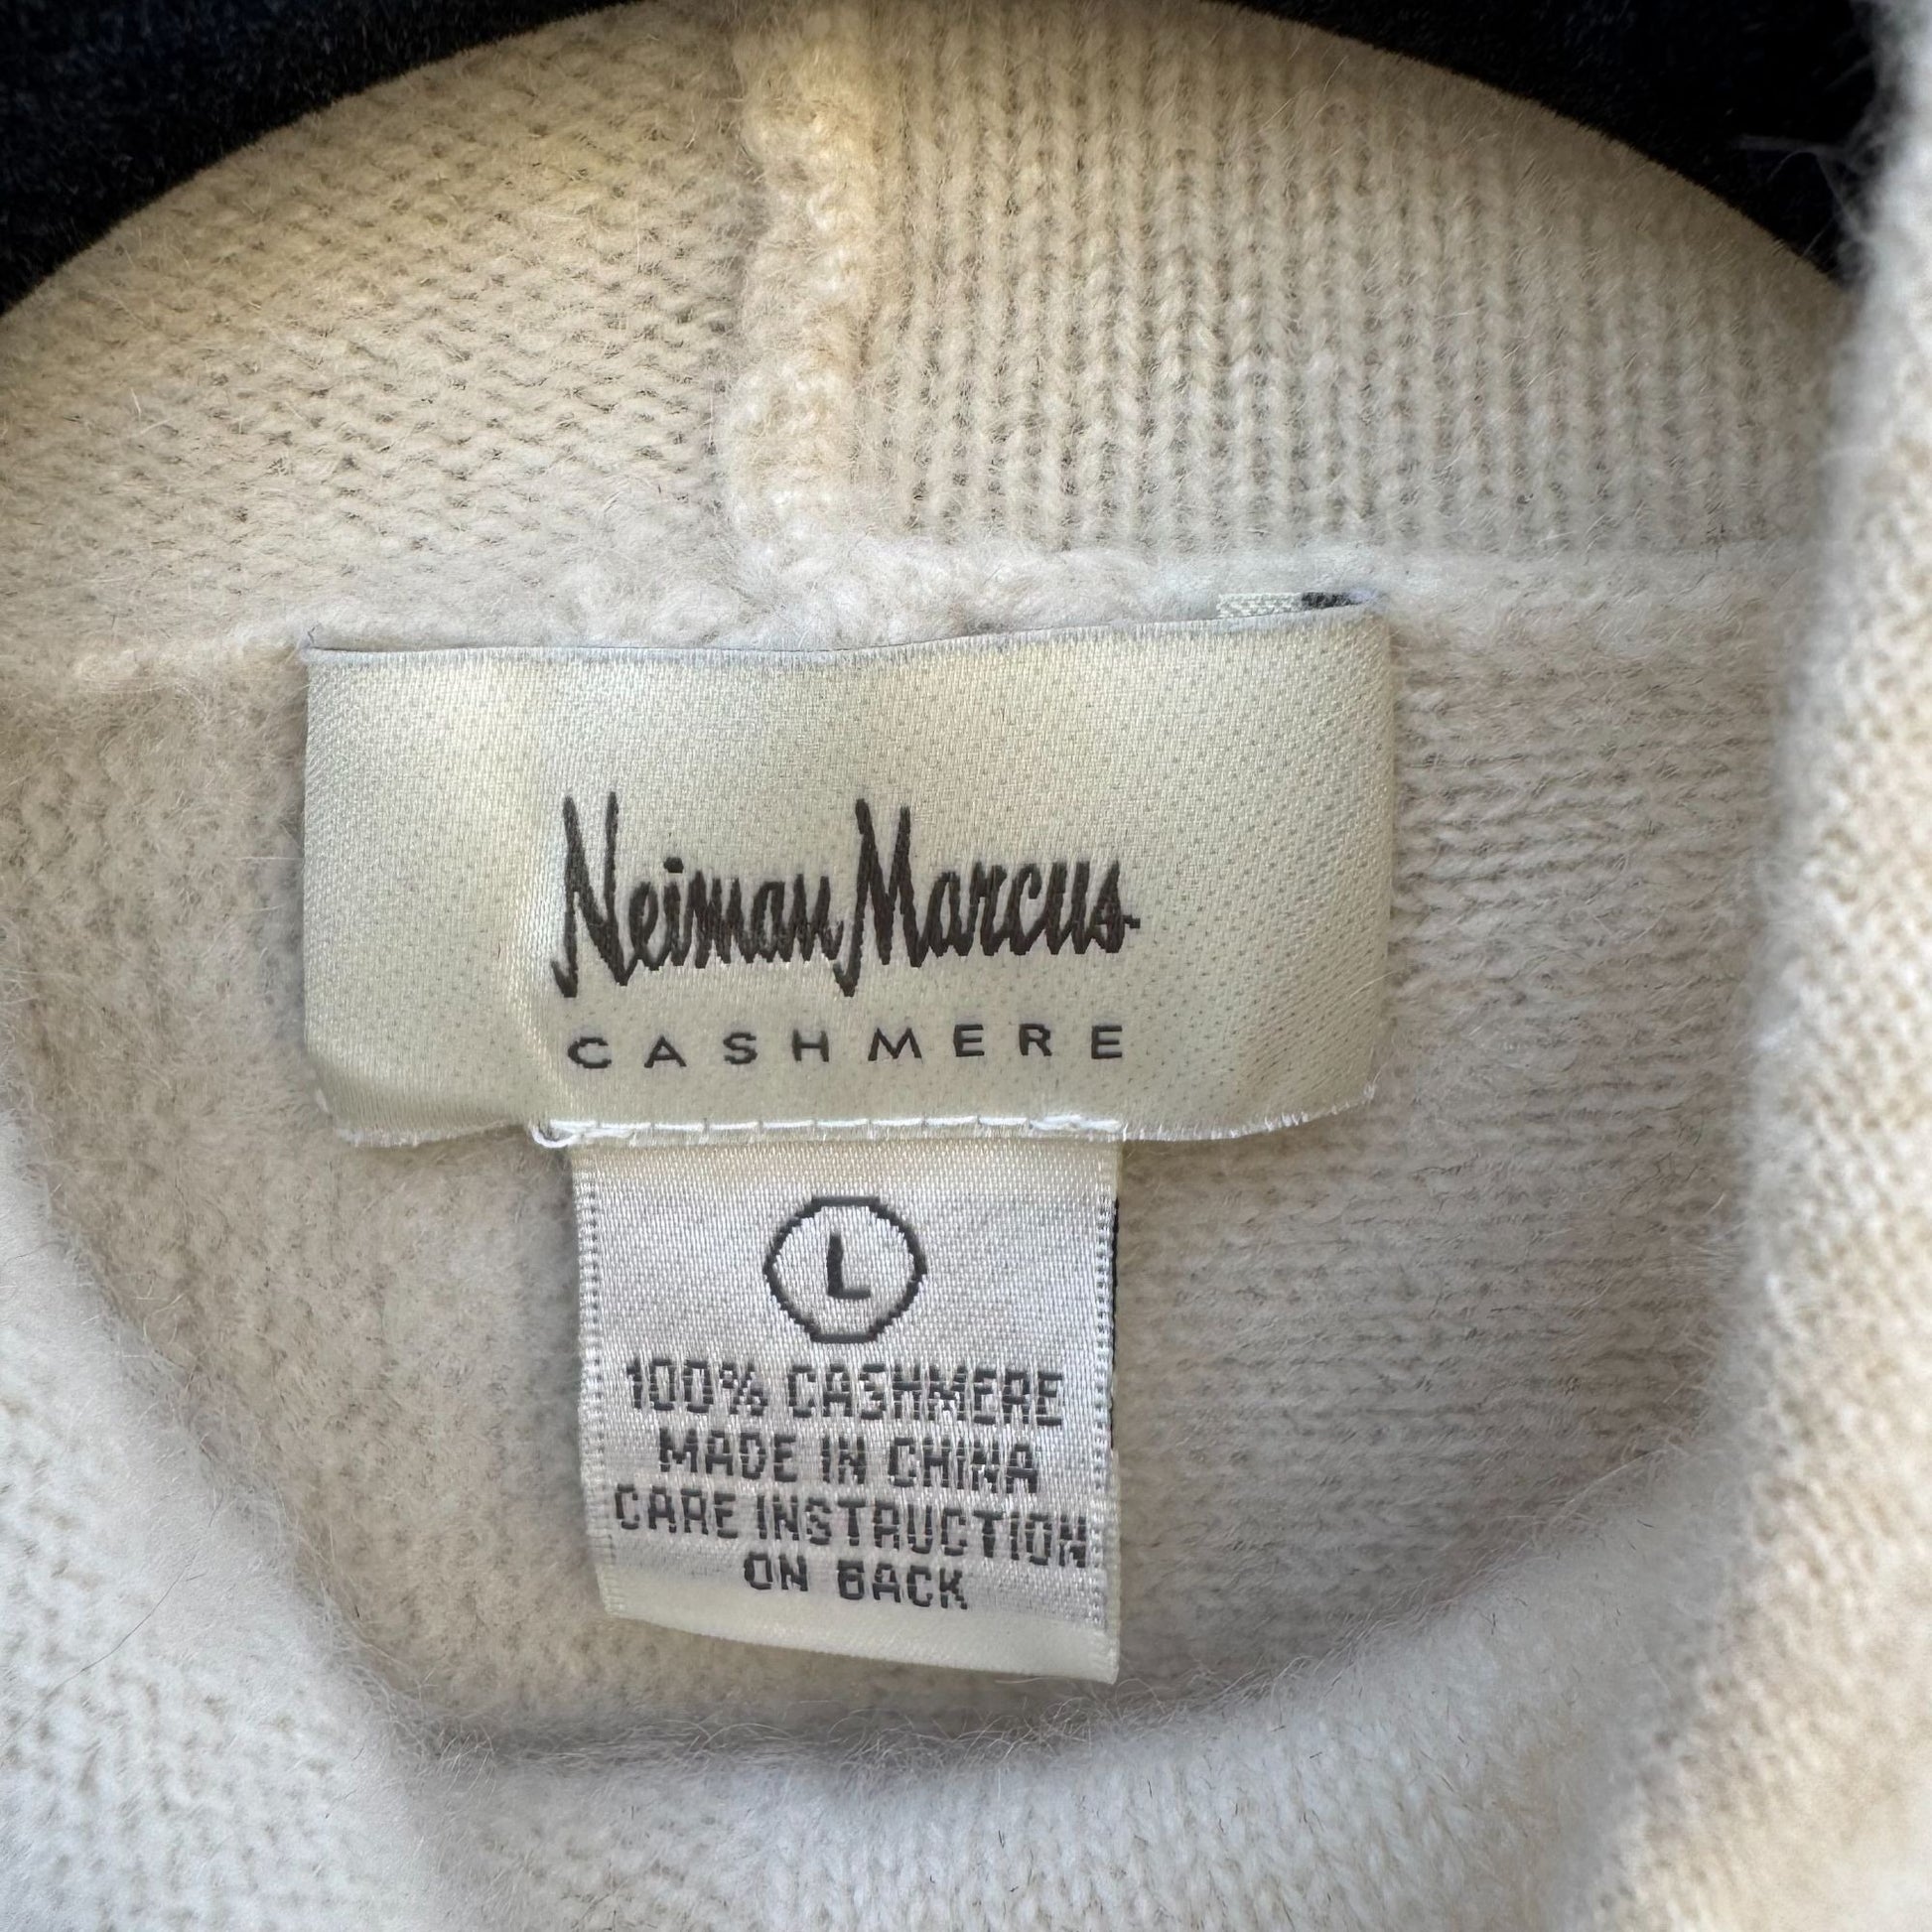 Neiman Marcus
CASHMERE
L
100% CASHMERE
MADE IN CHINA
CARE INSTRUCTION
ON BACK